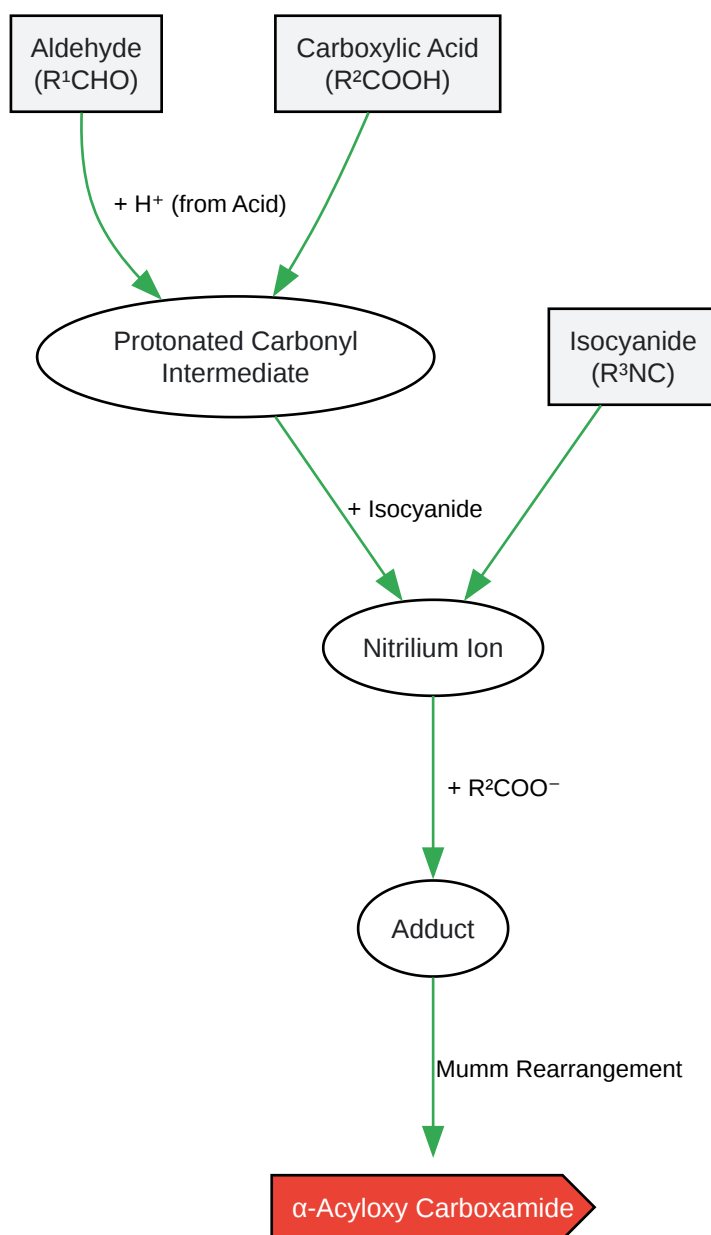 Aldehyde
(R¹CHO)
Carboxylic Acid
(R²COOH)
+ H⁺ (from Acid)
Protonated Carbonyl
Intermediate
Isocyanide
(R³NC)
+ Isocyanide
Nitrilium Ion
+ R²COO⁻
Adduct
Mumm Rearrangement
α-Acyloxy Carboxamide